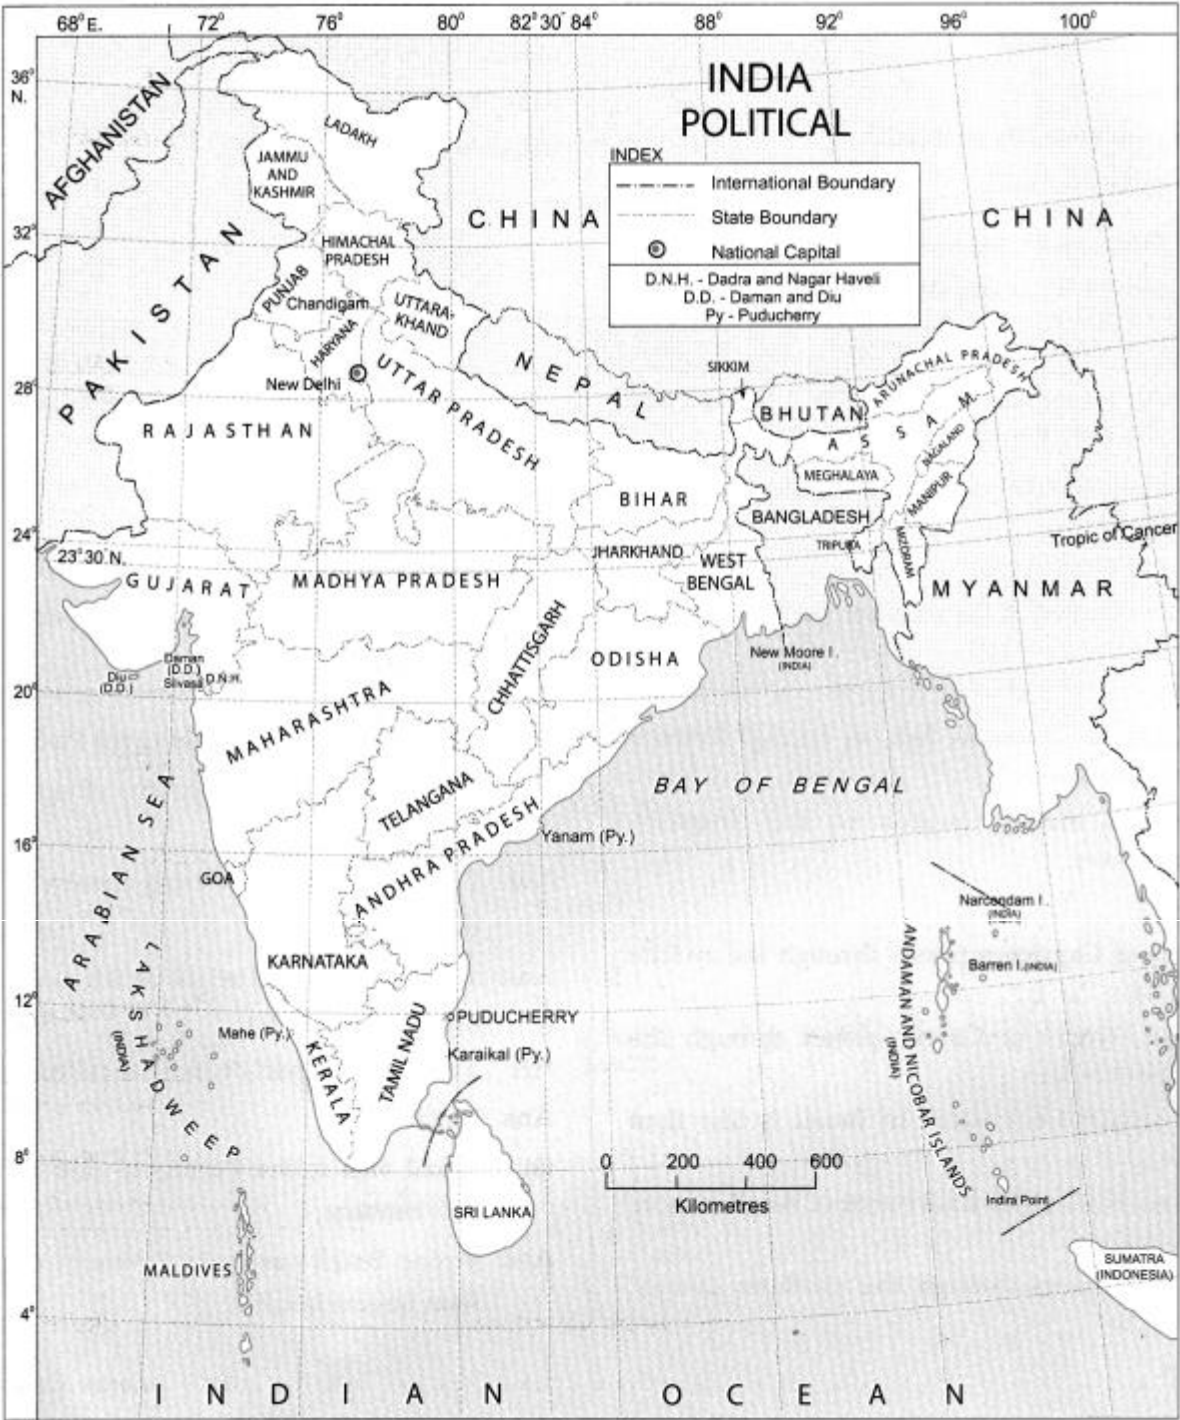 68° E.
72°
76°
80°
82° 30'
84°
88°
92°
96°
100°
36°
N.
32°
28°
24°
20°
16°
12°
8°
4°
INDIA
POLITICAL
INDEX
International Boundary
State Boundary
National Capital
D.N.H. - Dadra and Nagar Haveli
D.D. - Daman and Diu
Py - Puducherry
AFGHANISTAN
PAKISTAN
CHINA
CHINA
LADAKH
JAMMU
AND
KASHMIR
HIMACHAL
PRADESH
PUNJAB
Chandigarh
UTTARA-
KHAND
HARYANA
New Delhi
UTTAR PRADESH
NEPAL
SIKKIM
BHUTAN
ARUNACHAL PRADESH
ASSAM
NAGALAND
MEGHALAYA
MANIPUR
BANGLADESH
TRIPURA
MIZORAM
RAJASTHAN
BIHAR
JHARKHAND
WEST
BENGAL
Tropic of Cancer
23° 30' N.
GUJARAT
MADHYA PRADESH
MYANMAR
CHHATTISGARH
ODISHA
New Moore I.
(INDIA)
Daman
(D.D.)
Diu
(D.D.)
Silvasa
D.N.H.
MAHARASHTRA
TELANGANA
BAY OF BENGAL
ARABIAN SEA
ANDHRA PRADESH
Yanam (Py.)
GOA
Narcondam I.
(INDIA)
Barren I. (INDIA)
KARNATAKA
LAKSHADWEEP
(INDIA)
Mahe (Py.)
PUDUCHERRY
Karaikal (Py.)
KERALA
TAMIL NADU
ANDAMAN AND NICOBAR ISLANDS
(INDIA)
Indira Point
0 200 400 600
Kilometres
SRI LANKA
MALDIVES
SUMATRA
(INDONESIA)
INDIAN OCEAN